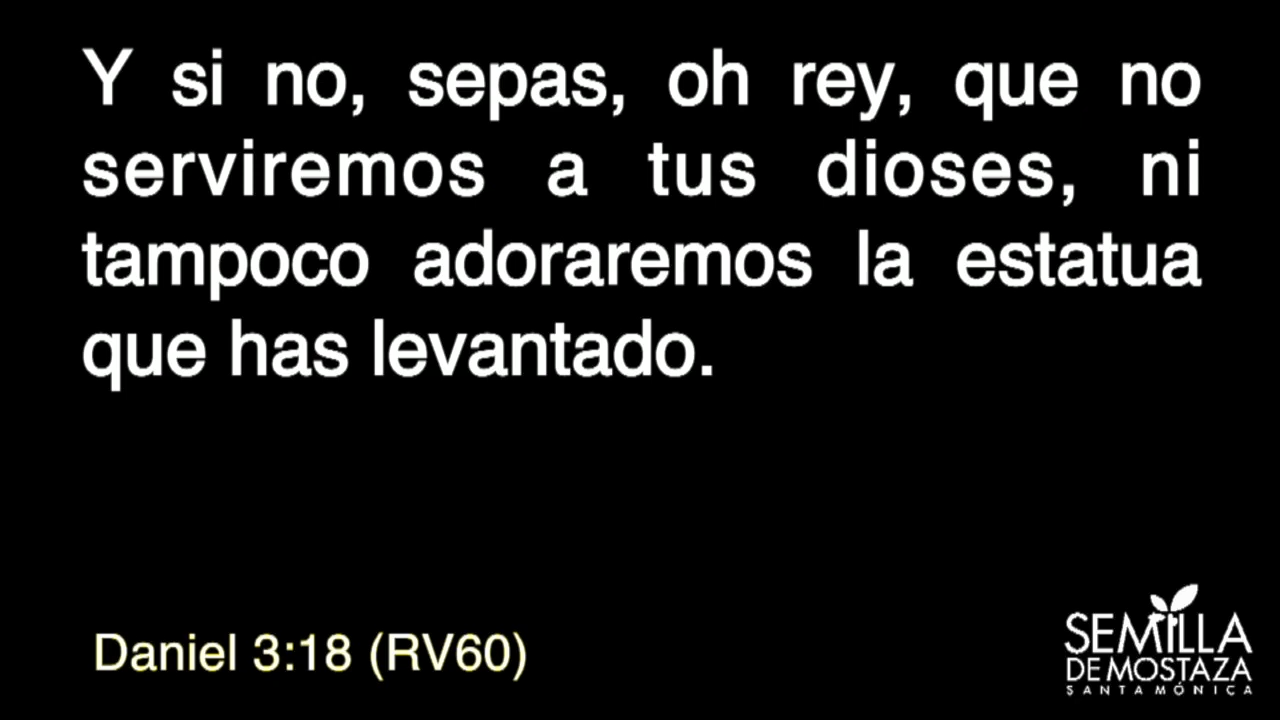 Y si no, sepas, oh rey, que no
serviremos a tus dioses, ni
tampoco adoraremos la estatua
que has levantado.
Daniel 3:18 (RV60)
SEMILLA
DE MOSTAZA
SANTA MÓNICA